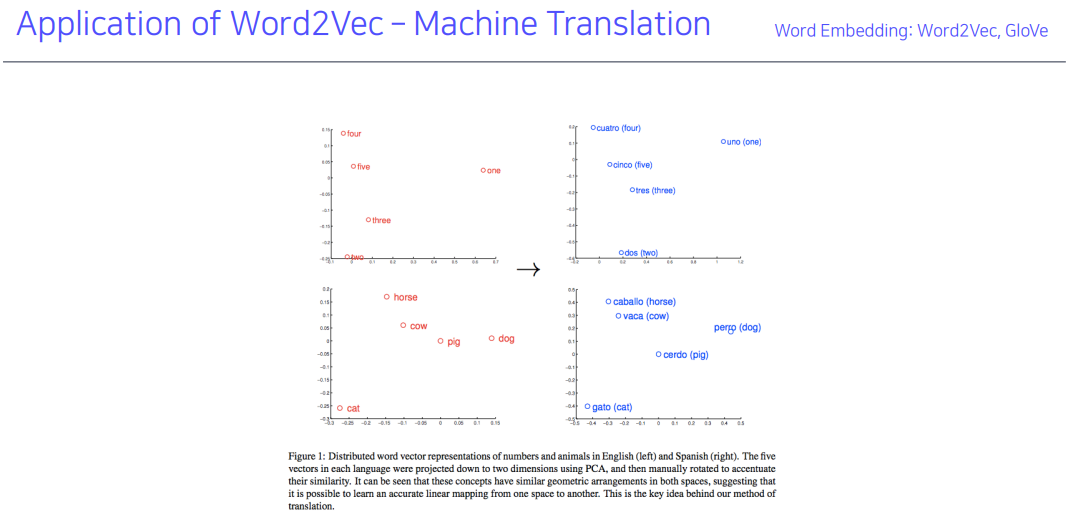 Application of Word2Vec – Machine Translation
Word Embedding: Word2Vec, GloVe
four
five
one
three
two
cuatro (four)
uno (one)
cinco (five)
tres (three)
dos (two)
→
horse
cow
pig
dog
cat
caballo (horse)
vaca (cow)
perro (dog)
cerdo (pig)
gato (cat)
Figure 1: Distributed word vector representations of numbers and animals in English (left) and Spanish (right). The five
vectors in each language were projected down to two dimensions using PCA, and then manually rotated to accentuate
their similarity. It can be seen that these concepts have similar geometric arrangements in both spaces, suggesting that
it is possible to learn an accurate linear mapping from one space to another. This is the key idea behind our method of
translation.